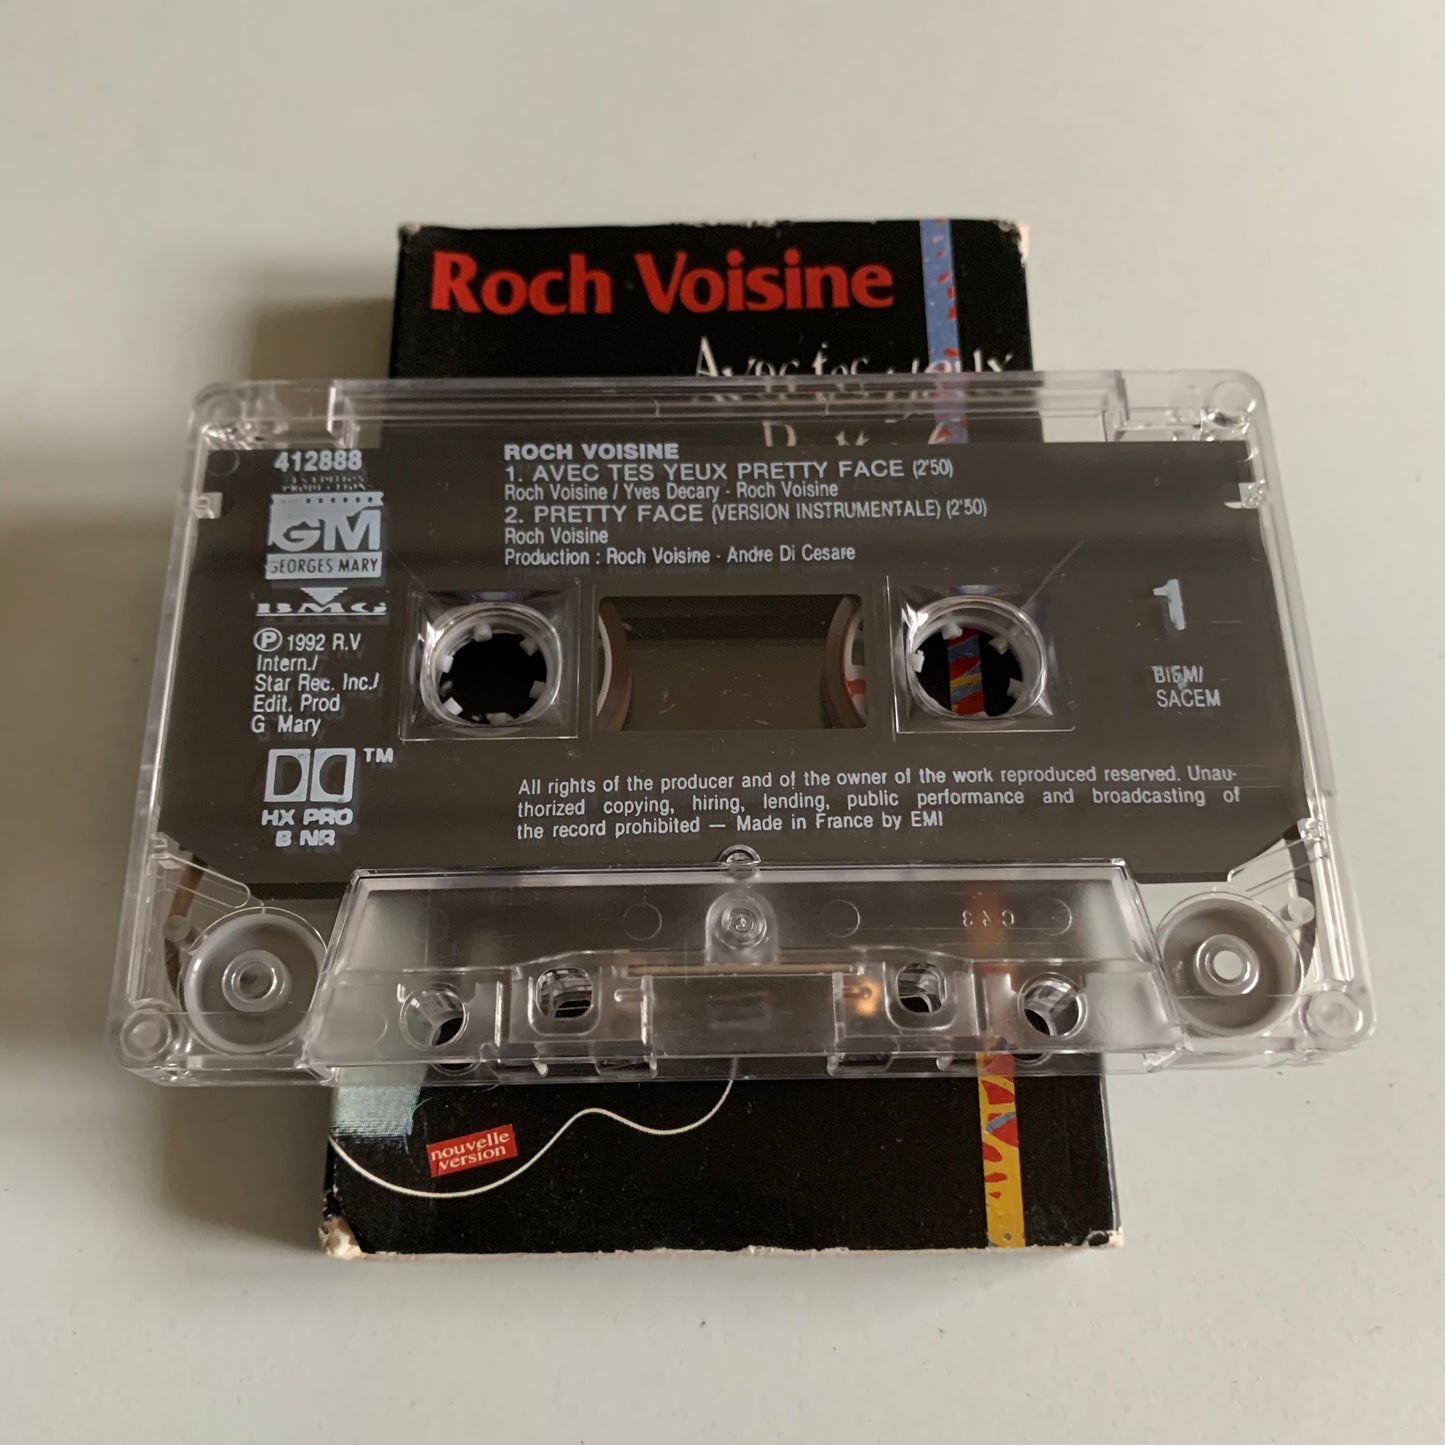 Roch Voisine
Avec tes yeux
412888
GM
GEORGES MARY
BMG
Ⓟ 1992 R.V
Intern./
Star Rec. Inc./
Edit. Prod
G Mary
TM
HX PRO
B NR
ROCH VOISINE
1. AVEC TES YEUX PRETTY FACE (2'50)
Roch Voisine / Yves Decary - Roch Voisine
2. PRETTY FACE (VERSION INSTRUMENTALE) (2'50)
Roch Voisine
Production : Roch Voisine - Andre Di Cesare
1
BIEM/
SACEM
All rights of the producer and of the owner of the work reproduced reserved. Unau-
thorized copying, hiring, lending, public performance and broadcasting of
the record prohibited — Made in France by EMI
nouvelle
version